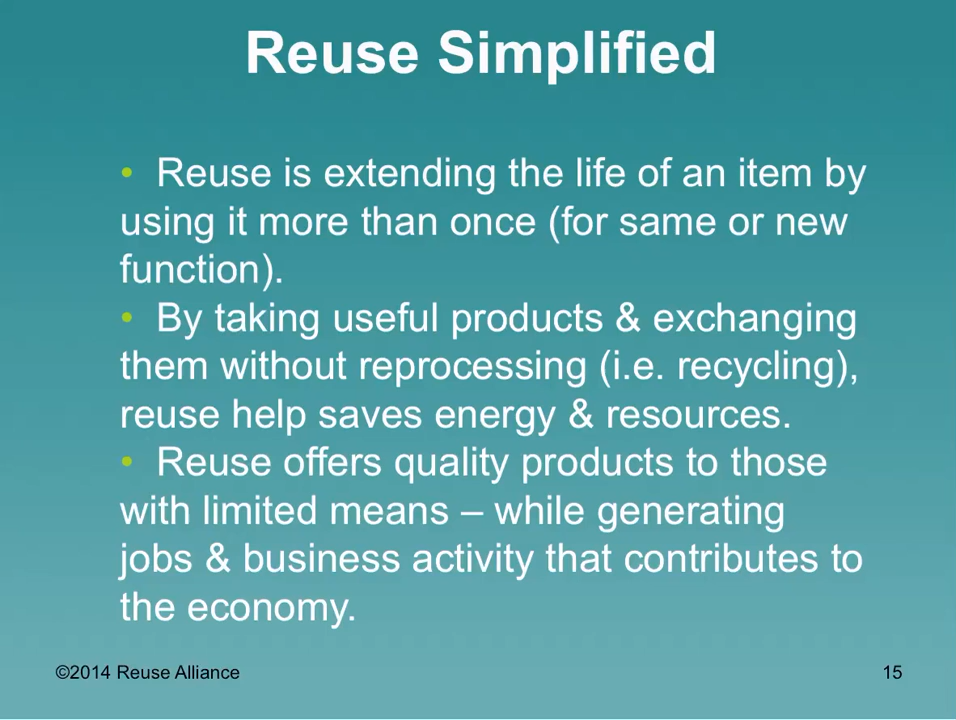 Reuse Simplified
• Reuse is extending the life of an item by
using it more than once (for same or new
function).
• By taking useful products & exchanging
them without reprocessing (i.e. recycling),
reuse help saves energy & resources.
• Reuse offers quality products to those
with limited means – while generating
jobs & business activity that contributes to
the economy.
©2014 Reuse Alliance
15